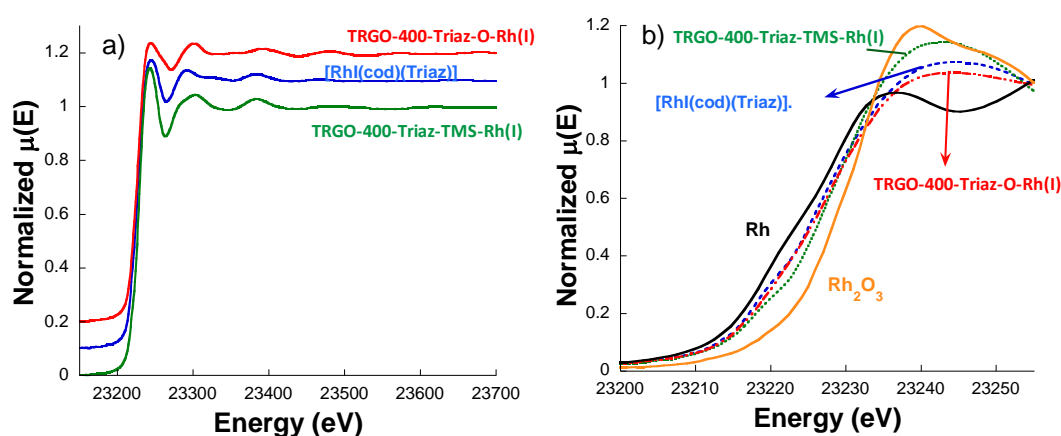 a)
TRGO-400-Triaz-O-Rh(I)
[RhI(cod)(Triaz)]
TRGO-400-Triaz-TMS-Rh(I)
Normalized μ(E)
1.2
1
0.8
0.6
0.4
0.2
0
23200 23300 23400 23500 23600 23700
Energy (eV)
b)
TRGO-400-Triaz-TMS-Rh(I)
[RhI(cod)(Triaz)].
TRGO-400-Triaz-O-Rh(I)
Rh
Rh₂O₃
Normalized μ(E)
1.2
1
0.8
0.6
0.4
0.2
0
23200 23210 23220 23230 23240 23250
Energy (eV)